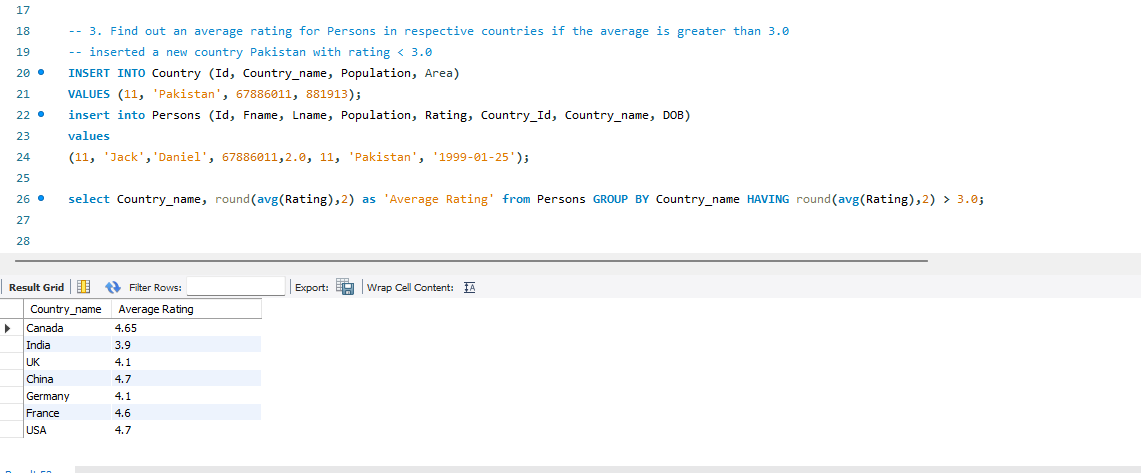 17
18 -- 3. Find out an average rating for Persons in respective countries if the average is greater than 3.0
19 -- inserted a new country Pakistan with rating < 3.0
20 INSERT INTO Country (Id, Country_name, Population, Area)
21 VALUES (11, 'Pakistan', 67886011, 881913);
22 insert into Persons (Id, Fname, Lname, Population, Rating, Country_Id, Country_name, DOB)
23 values
24 (11, 'Jack','Daniel', 67886011,2.0, 11, 'Pakistan', '1999-01-25');
25
26 select Country_name, round(avg(Rating),2) as 'Average Rating' from Persons GROUP BY Country_name HAVING round(avg(Rating),2) > 3.0;
27
28
Result Grid Filter Rows: Export: Wrap Cell Content: IA
Country_name Average Rating
Canada 4.65
India 3.9
UK 4.1
China 4.7
Germany 4.1
France 4.6
USA 4.7